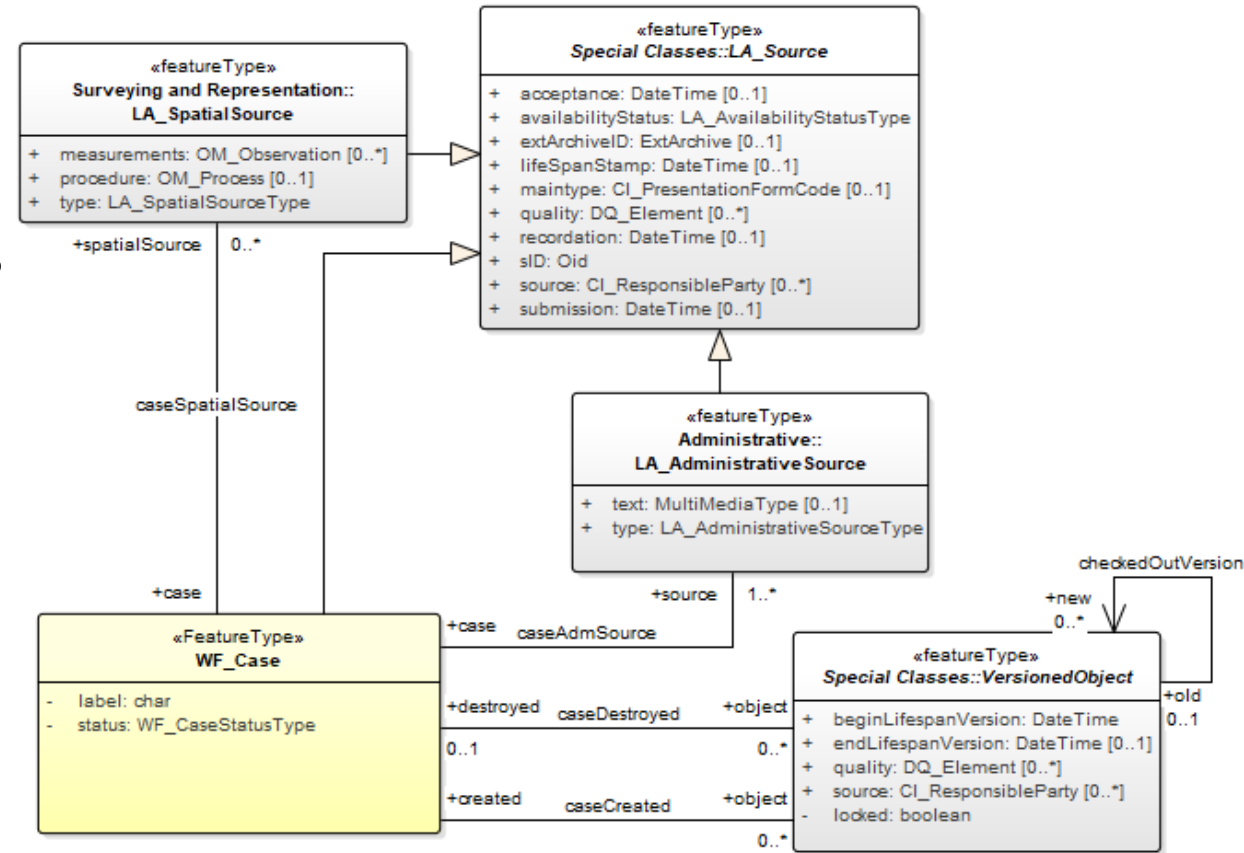 «featureType»
Surveying and Representation::
LA_SpatialSource
+ measurements: OM_Observation [0..*]
+ procedure: OM_Process [0..1]
+ type: LA_SpatialSourceType
«featureType»
Special Classes::LA_Source
+ acceptance: DateTime [0..1]
+ availabilityStatus: LA_AvailabilityStatusType
+ extArchiveID: ExtArchive [0..1]
+ lifeSpanStamp: DateTime [0..1]
+ maintype: CI_PresentationFormCode [0..1]
+ quality: DQ_Element [0..*]
+ recordation: DateTime [0..1]
+ sID: Oid
+ source: CI_ResponsibleParty [0..*]
+ submission: DateTime [0..1]
+spatialSource 0..*
caseSpatialSource
+case
«featureType»
Administrative::
LA_AdministrativeSource
+ text: MultiMediaType [0..1]
+ type: LA_AdministrativeSourceType
+source 1..*
+case caseAdmSource
«FeatureType»
WF_Case
- label: char
- status: WF_CaseStatusType
+destroyed caseDestroyed +object
0..1 0..*
+created caseCreated +object
0..*
checkedOutVersion
+new
0..*
+old
0..1
«featureType»
Special Classes::VersionedObject
+ beginLifespanVersion: DateTime
+ endLifespanVersion: DateTime [0..1]
+ quality: DQ_Element [0..*]
+ source: CI_ResponsibleParty [0..*]
- locked: boolean